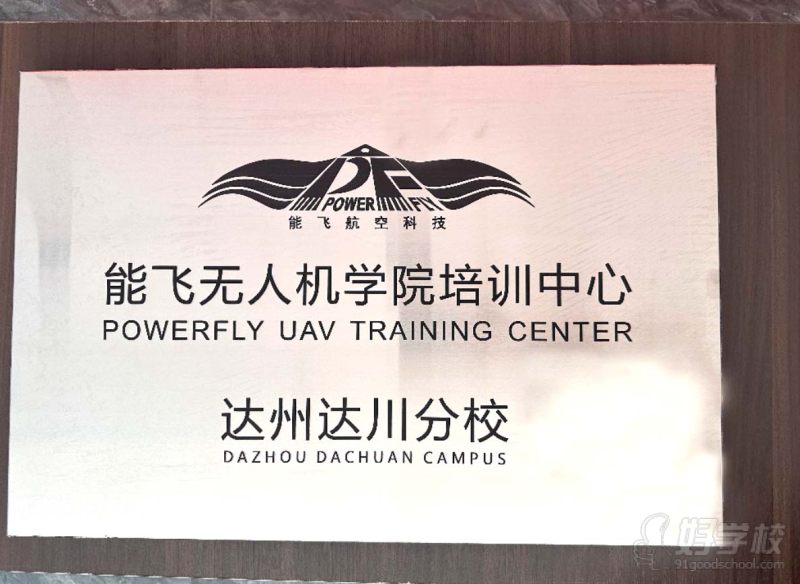 PF
POWER FLY
能飞航空科技
能飞无人机学院培训中心
POWERFLY UAV TRAINING CENTER
达州达川分校
DAZHOU DACHUAN CAMPUS
好学校
91goodschool.com